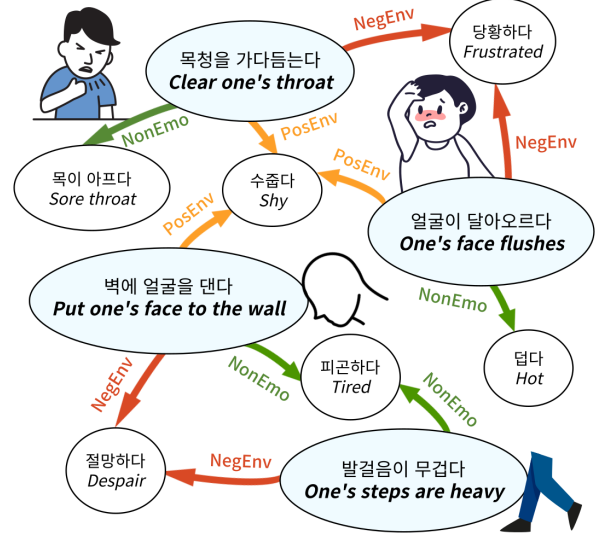 NegEnv
당황하다
Frustrated
목청을 가다듬는다
Clear one's throat
NonEmo
PosEnv
NegEnv
PosEnv
목이 아프다
Sore throat
수줍다
Shy
PosEnv
얼굴이 달아오르다
One's face flushes
벽에 얼굴을 댄다
Put one's face to the wall
NonEmo
NegEnv
NonEmo
피곤하다
Tired
덥다
Hot
NonEmo
절망하다
Despair
NegEnv
발걸음이 무겁다
One's steps are heavy